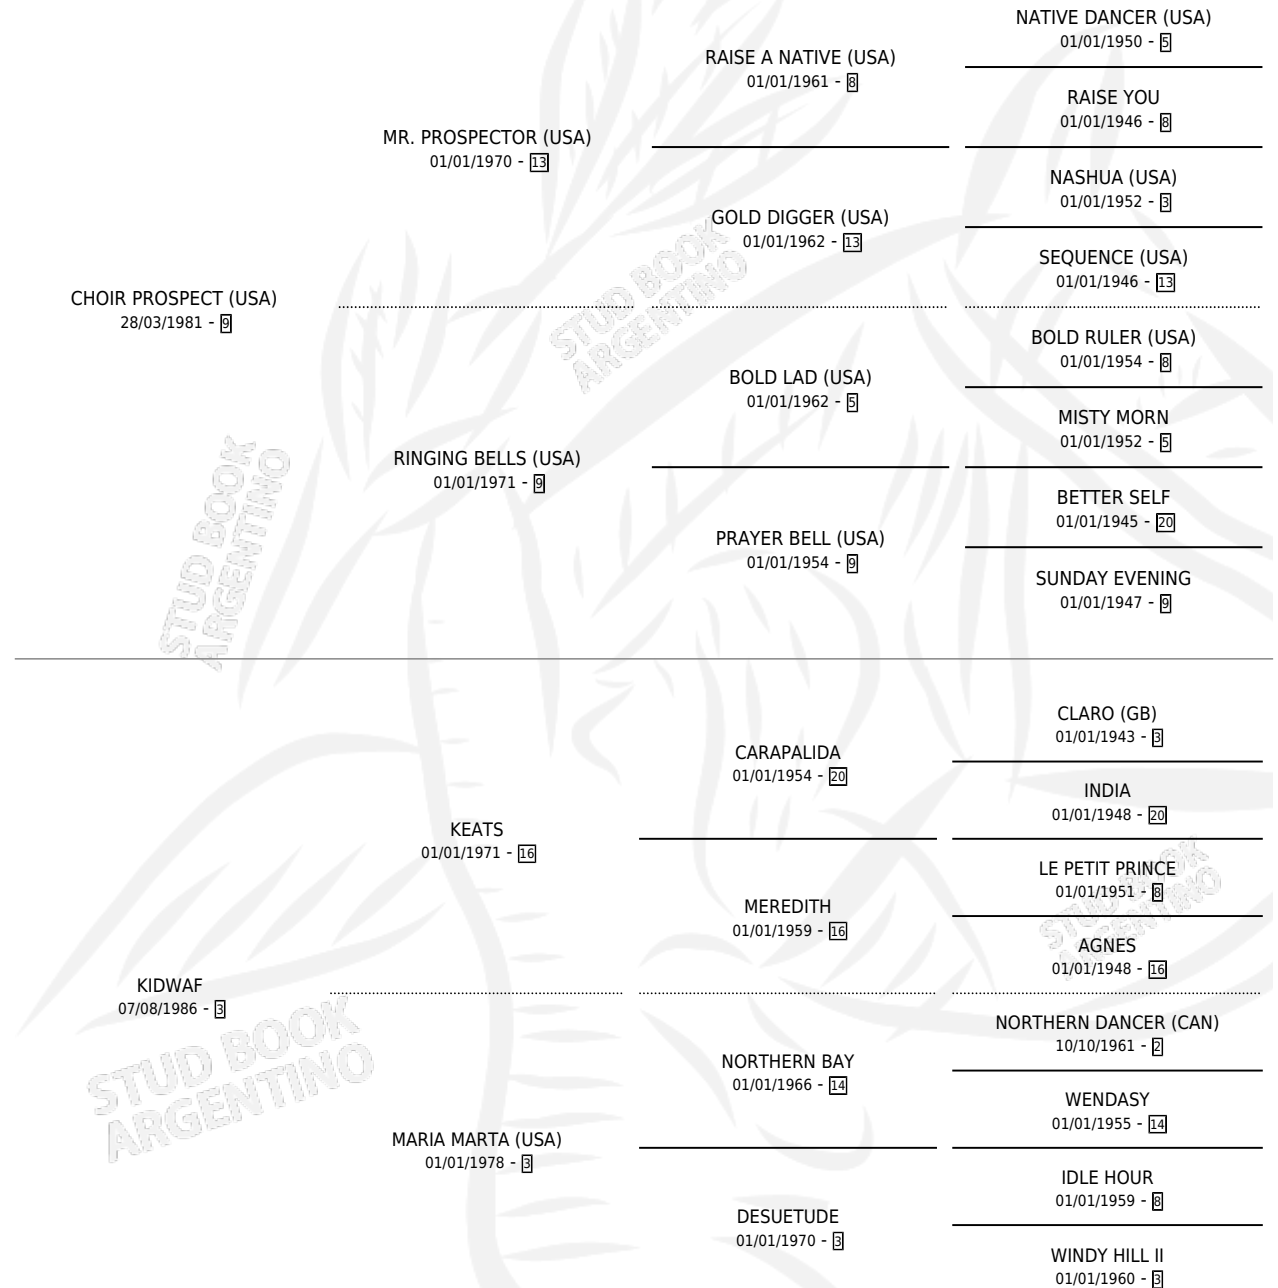 NATIVE DANCER (USA)
01/01/1950 - 5
RAISE A NATIVE (USA)
01/01/1961 - 8
RAISE YOU
01/01/1946 - 8
MR. PROSPECTOR (USA)
01/01/1970 - 13
NASHUA (USA)
01/01/1952 - 3
GOLD DIGGER (USA)
01/01/1962 - 13
SEQUENCE (USA)
01/01/1946 - 13
CHOIR PROSPECT (USA)
28/03/1981 - 9
STUD BOOK
ARGENTINO
BOLD RULER (USA)
01/01/1954 - 8
BOLD LAD (USA)
01/01/1962 - 5
MISTY MORN
01/01/1952 - 5
RINGING BELLS (USA)
01/01/1971 - 9
BETTER SELF
01/01/1945 - 20
PRAYER BELL (USA)
01/01/1954 - 9
SUNDAY EVENING
01/01/1947 - 9
STUD BOOK
ARGENTINO
CLARO (GB)
01/01/1943 - 3
CARAPALIDA
01/01/1954 - 20
INDIA
01/01/1948 - 20
KEATS
01/01/1971 - 16
LE PETIT PRINCE
01/01/1951 - 8
MEREDITH
01/01/1959 - 16
STUD BOOK
ARGENTINO
AGNES
01/01/1948 - 16
KIDWAF
07/08/1986 - 3
NORTHERN DANCER (CAN)
10/10/1961 - 2
NORTHERN BAY
01/01/1966 - 14
STUD BOOK
ARGENTINO
WENDASY
01/01/1955 - 14
MARIA MARTA (USA)
01/01/1978 - 3
IDLE HOUR
01/01/1959 - 8
DESUETUDE
01/01/1970 - 3
WINDY HILL II
01/01/1960 - 3